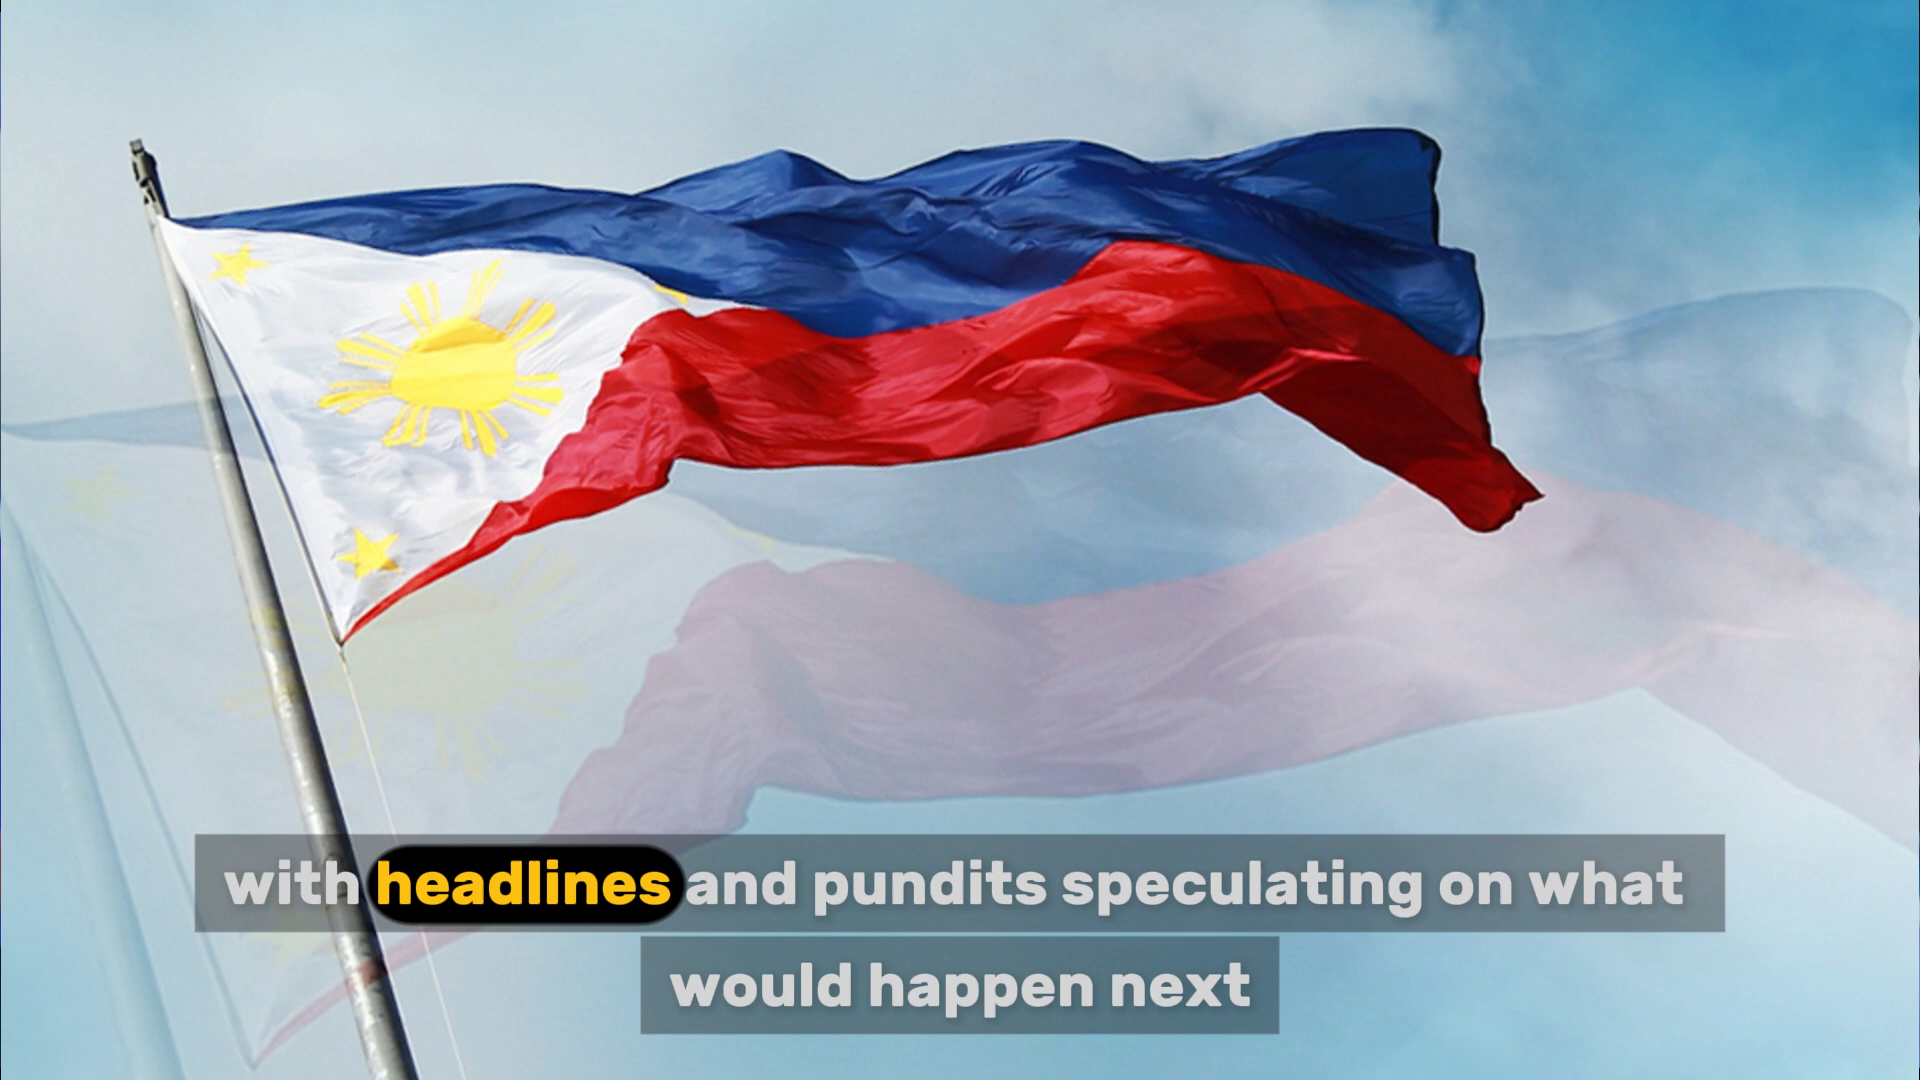 with headlines and pundits speculating on what
would happen next